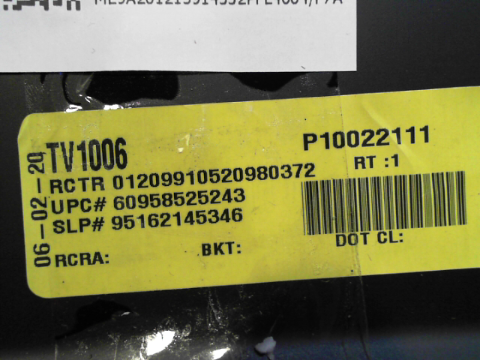 06-02-20
TV1006
P10022111
RCTR 01209910520980372
RT :1
UPC# 60958525243
SLP# 95162145346
RCRA:
BKT:
DOT CL: